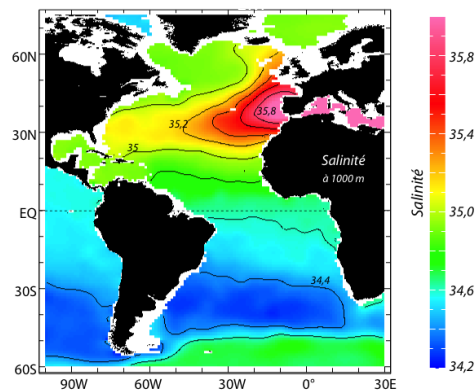 60N
30N
EQ
30S
60S
90W
60W
30W
0°
30E
35,8
35,2
35
34,4
Salinité
à 1000 m
Salinité
35,8
35,4
35,0
34,6
34,2